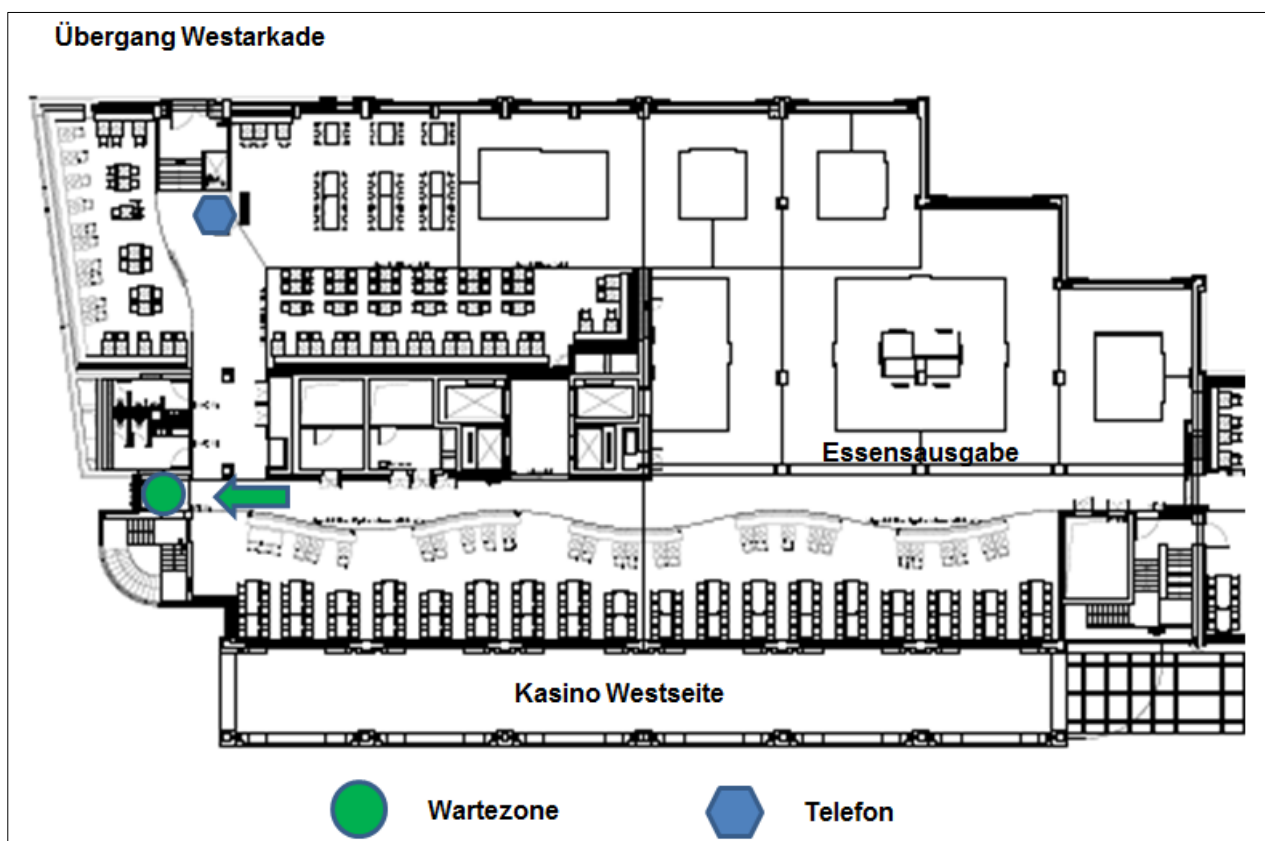 Übergang Westarkade
Essensausgabe
Kasino Westseite
Wartezone
Telefon